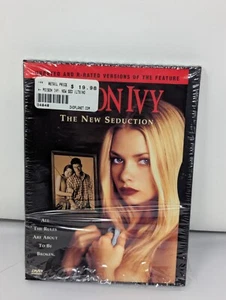 RATED AND R-RATED VERSIONS OF THE FEATURE
RETAIL PRICE $ 19.98
ON IVY
THE NEW SEDUCTION
ALL
THE RULES
ARE ABOUT
TO BE
BROKEN.
DVD